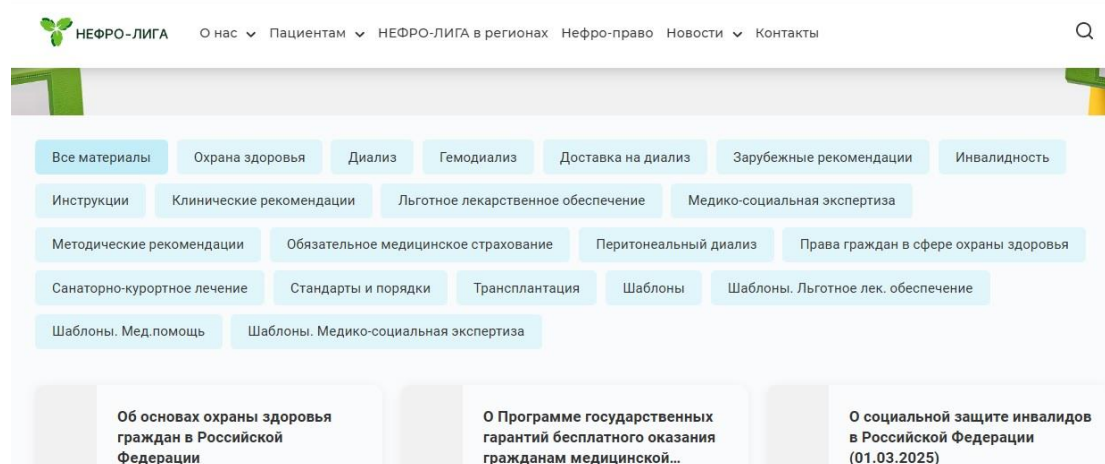 НЕФРО-ЛИГА О нас Пациентам НЕФРО-ЛИГА в регионах Нефро-право Новости Контакты
Все материалы Охрана здоровья Диализ Гемодиализ Доставка на диализ Зарубежные рекомендации Инвалидность
Инструкции Клинические рекомендации Льготное лекарственное обеспечение Медико-социальная экспертиза
Методические рекомендации Обязательное медицинское страхование Перитонеальный диализ Права граждан в сфере охраны здоровья
Санаторно-курортное лечение Стандарты и порядки Трансплантация Шаблоны Шаблоны. Льготное лек. обеспечение
Шаблоны. Мед.помощь Шаблоны. Медико-социальная экспертиза
Об основах охраны здоровья
граждан в Российской
Федерации
О Программе государственных
гарантий бесплатного оказания
гражданам медицинской...
О социальной защите инвалидов
в Российской Федерации
(01.03.2025)